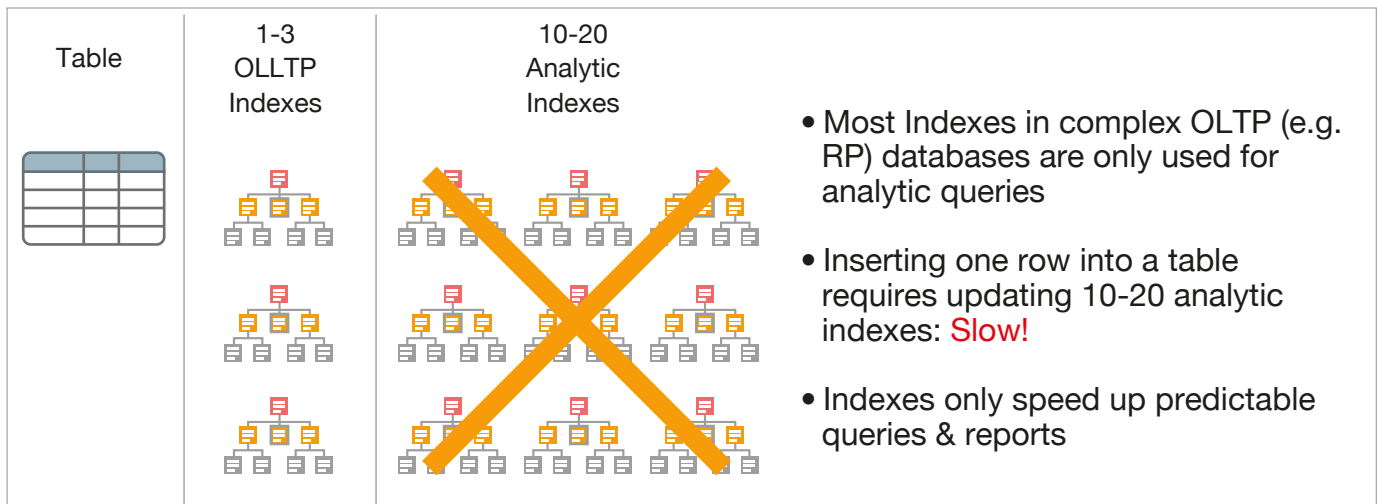 Table
1-3
OLLTP
Indexes
10-20
Analytic
Indexes
• Most Indexes in complex OLTP (e.g.
RP) databases are only used for
analytic queries
• Inserting one row into a table
requires updating 10-20 analytic
indexes: Slow!
• Indexes only speed up predictable
queries & reports